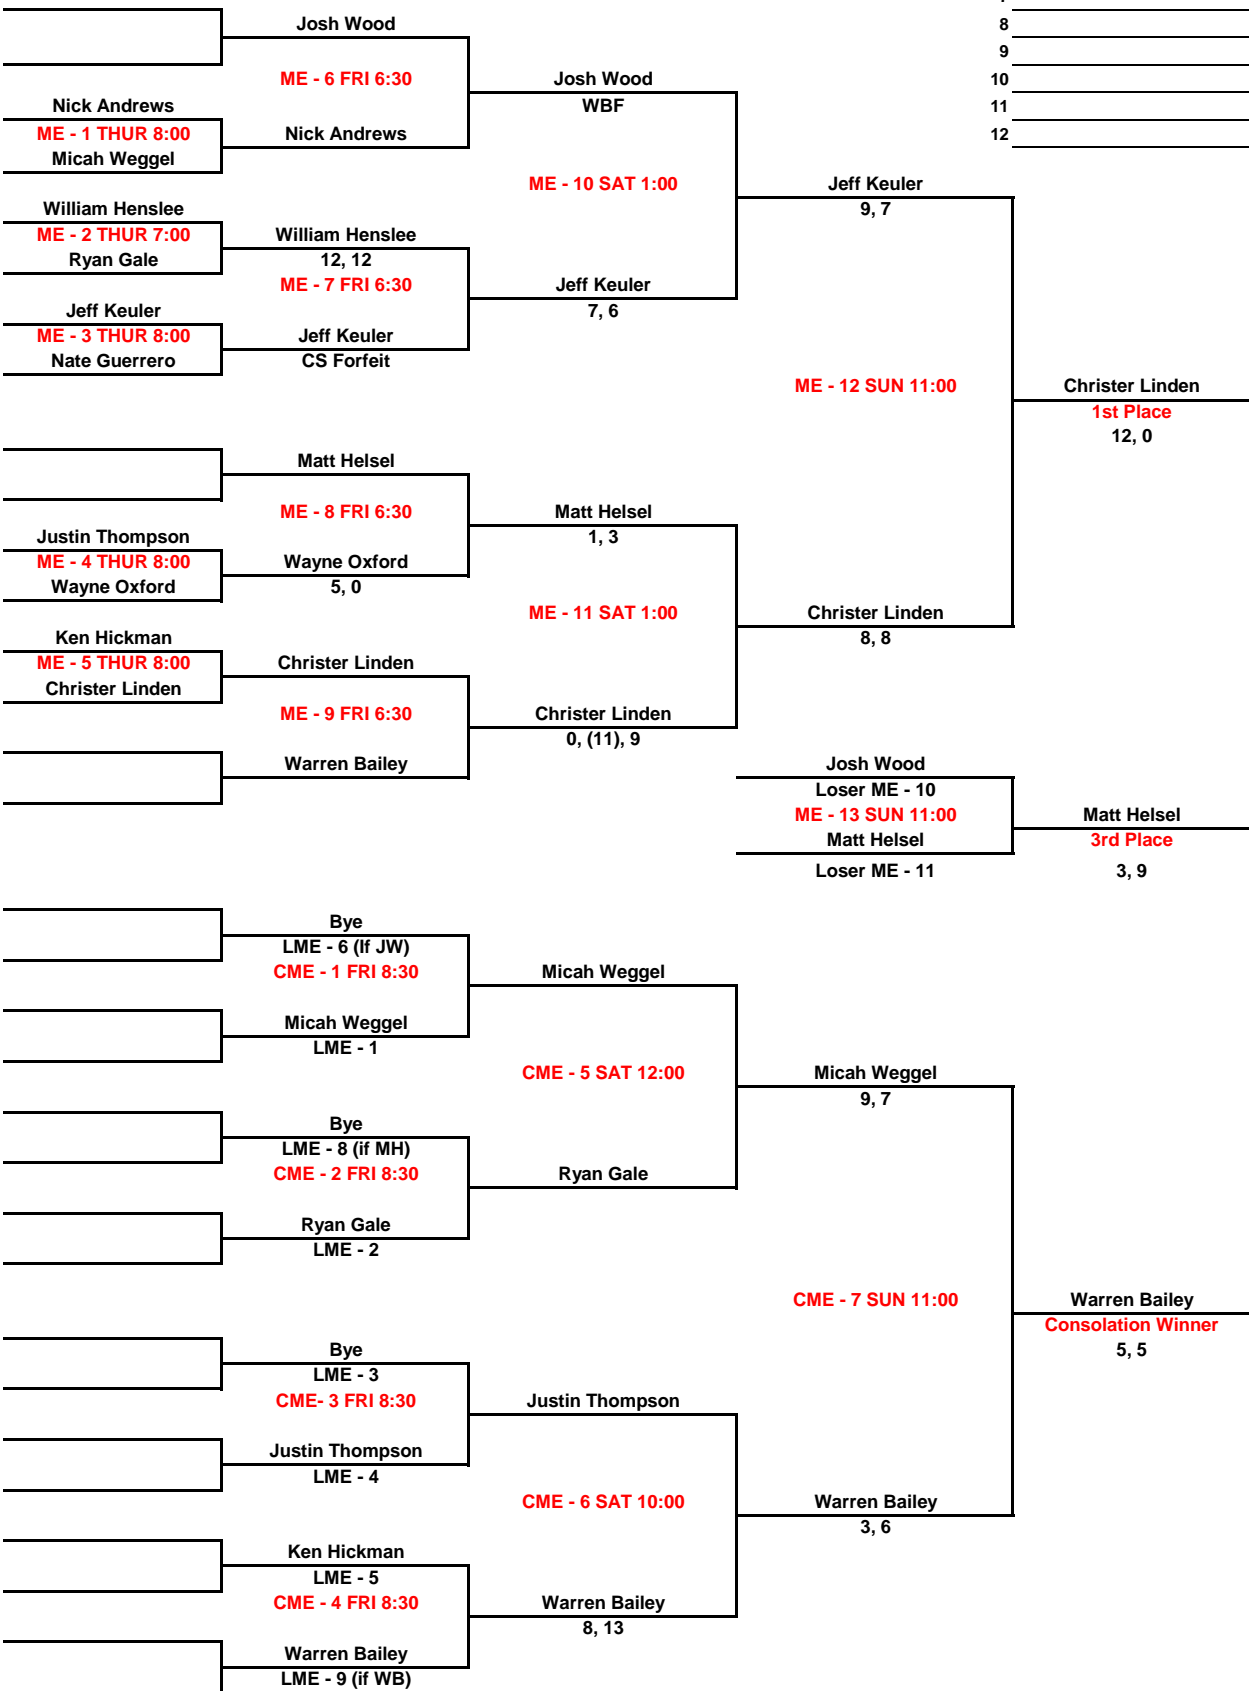 Josh Wood
8
9
ME - 6 FRI 6:30
Josh Wood
10
Nick Andrews
WBF
11
ME - 1 THUR 8:00
Nick Andrews
12
Micah Weggel
ME - 10 SAT 1:00
Jeff Keuler
William Henslee
9, 7
ME - 2 THUR 7:00
William Henslee
Ryan Gale
12, 12
ME - 7 FRI 6:30
Jeff Keuler
Jeff Keuler
7, 6
ME - 3 THUR 8:00
Jeff Keuler
Nate Guerrero
CS Forfeit
ME - 12 SUN 11:00
Christer Linden
1st Place
12, 0
Matt Helsel
ME - 8 FRI 6:30
Matt Helsel
Justin Thompson
1, 3
ME - 4 THUR 8:00
Wayne Oxford
Wayne Oxford
5, 0
ME - 11 SAT 1:00
Christer Linden
Ken Hickman
8, 8
ME - 5 THUR 8:00
Christer Linden
Christer Linden
ME - 9 FRI 6:30
Christer Linden
0, (11), 9
Warren Bailey
Josh Wood
Loser ME - 10
ME - 13 SUN 11:00
Matt Helsel
Matt Helsel
3rd Place
Loser ME - 11
3, 9
Bye
LME - 6 (If JW)
CME - 1 FRI 8:30
Micah Weggel
Micah Weggel
LME - 1
CME - 5 SAT 12:00
Micah Weggel
9, 7
Bye
LME - 8 (if MH)
CME - 2 FRI 8:30
Ryan Gale
Ryan Gale
LME - 2
CME - 7 SUN 11:00
Warren Bailey
Consolation Winner
5, 5
Bye
LME - 3
CME- 3 FRI 8:30
Justin Thompson
Justin Thompson
LME - 4
CME - 6 SAT 10:00
Warren Bailey
3, 6
Ken Hickman
LME - 5
CME - 4 FRI 8:30
Warren Bailey
8, 13
Warren Bailey
LME - 9 (if WB)